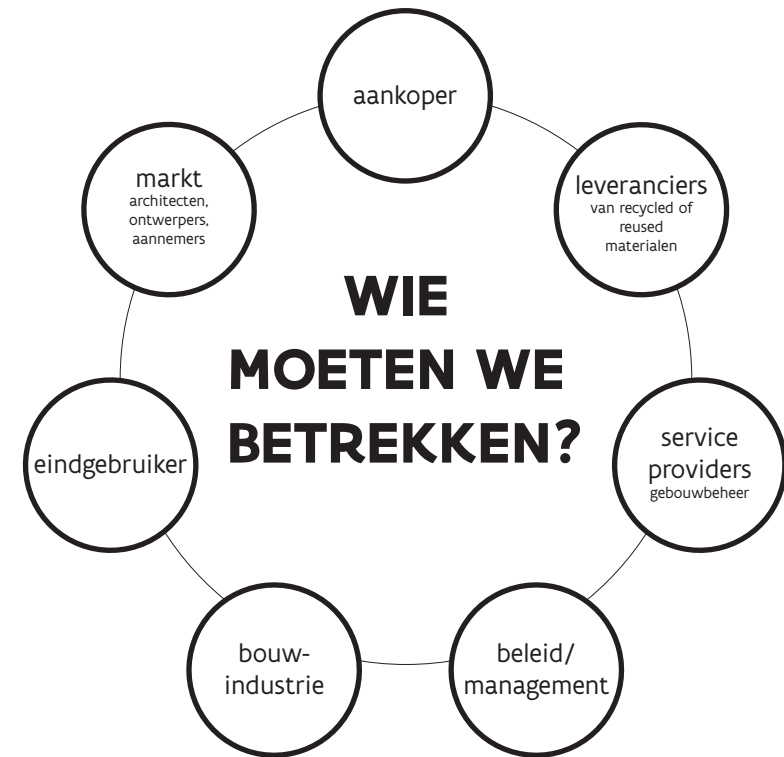 aankoper
leveranciers
van recycled of
reused
materialen
service
providers
gebouwbeheer
beleid/
management
bouw-
industrie
eindgebruiker
markt
architecten,
ontwerpers,
aannemers
WIE
MOETEN WE
BETREKKEN?